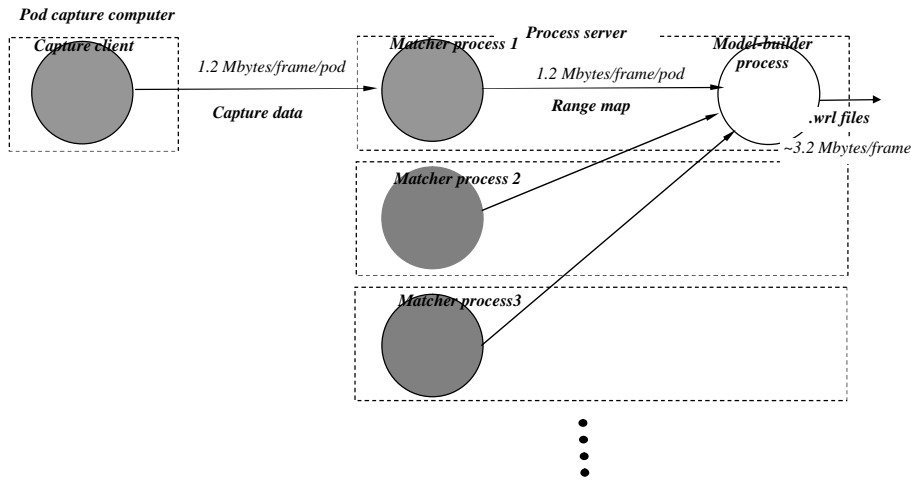 Pod capture computer
Capture client
1.2 Mbytes/frame/pod
Capture data
Process server
Matcher process 1
1.2 Mbytes/frame/pod
Range map
Model-builder
process
.wrl files
~3.2 Mbytes/frame
Matcher process 2
Matcher process3